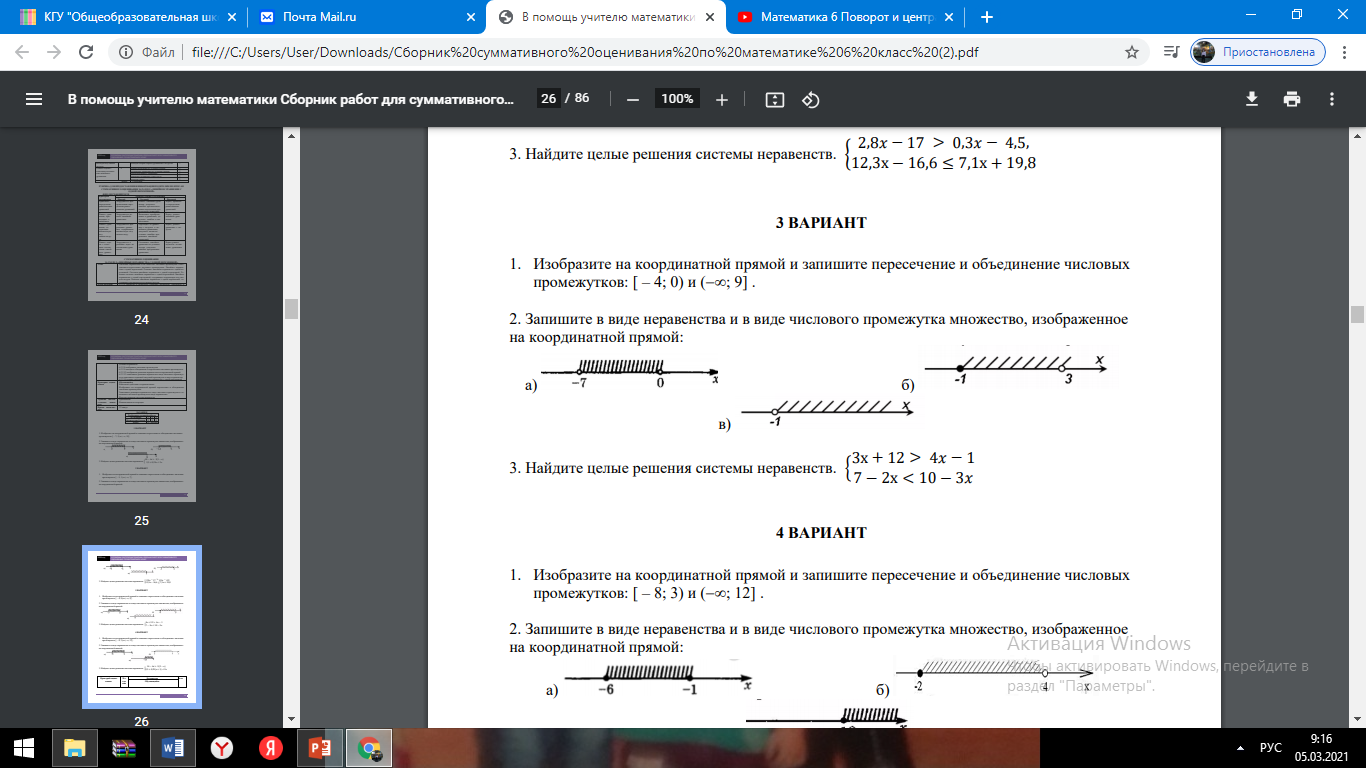 КГУ "Общеобразовательная шк
Почта Mail.ru
В помощь учителю математики
Математика 6 Поворот и центр
Файл | file:///C:/Users/User/Downloads/Сборник%20суммативного%20оценивания%20по%20математике%206%20класс%20(2).pdf
Приостановлена
В помощь учителю математики Сборник работ для суммативного...
26 / 86
100%
24
25
26
3. Найдите целые решения системы неравенств. { 2,8x − 17 > 0,3x − 4,5,
12,3x − 16,6 ≤ 7,1x + 19,8
3 ВАРИАНТ
1. Изобразите на координатной прямой и запишите пересечение и объединение числовых
промежутков: [ – 4; 0) и (−∞; 9] .
2. Запишите в виде неравенства и в виде числового промежутка множество, изображенное
на координатной прямой:
а) −7 0 x
б) -1 3 x
в) -1 x
3. Найдите целые решения системы неравенств. { 3x + 12 > 4x − 1
7 − 2x < 10 − 3x
4 ВАРИАНТ
1. Изобразите на координатной прямой и запишите пересечение и объединение числовых
промежутков: [ – 8; 3) и (−∞; 12] .
2. Запишите в виде неравенства и в виде числового промежутка множество, изображенное
на координатной прямой:
а) −6 −1 x
б) -2 4 x
Активация Windows
Чтобы активировать Windows, перейдите в
раздел "Параметры".
РУС
9:16
05.03.2021